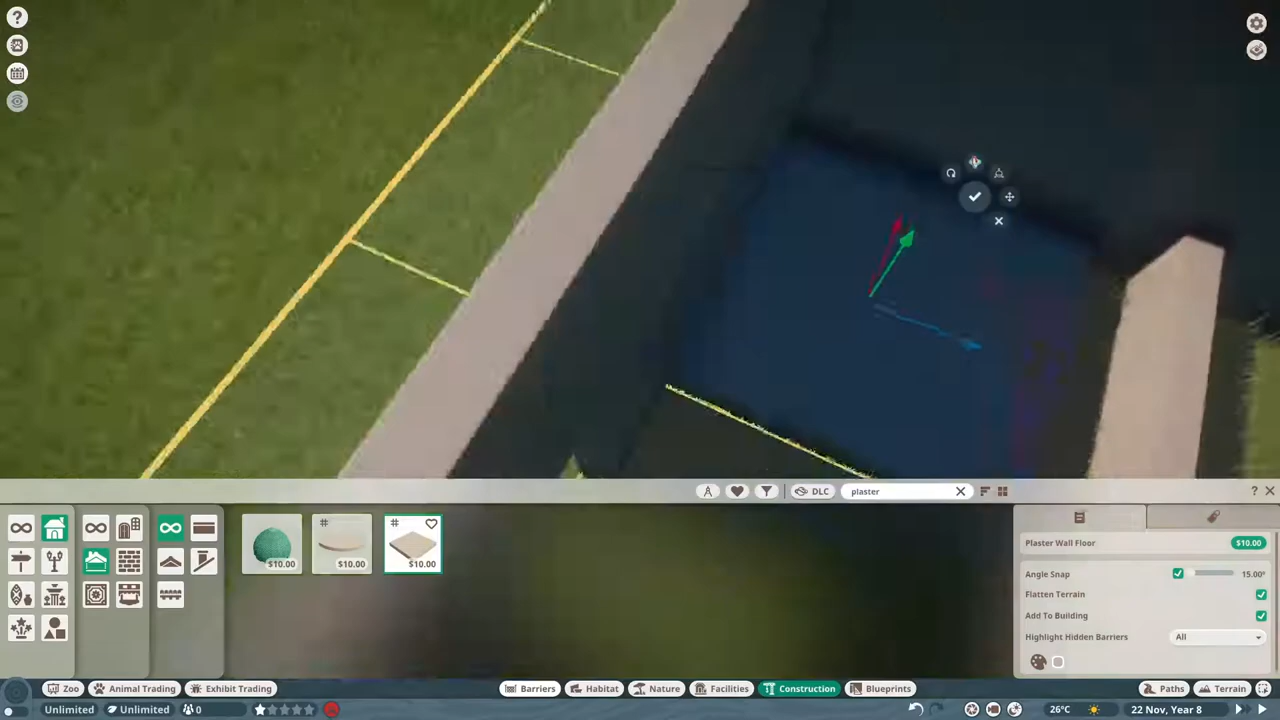 ?
DLC
plaster
?
$10.00
$10.00
$10.00
Plaster Wall Floor
$10.00
Angle Snap
15.00°
Flatten Terrain
Add To Building
Highlight Hidden Barriers
All
Zoo
Animal Trading
Exhibit Trading
Barriers
Habitat
Nature
Facilities
Construction
Blueprints
Paths
Terrain
Unlimited
Unlimited
0
26°C
22 Nov, Year 8